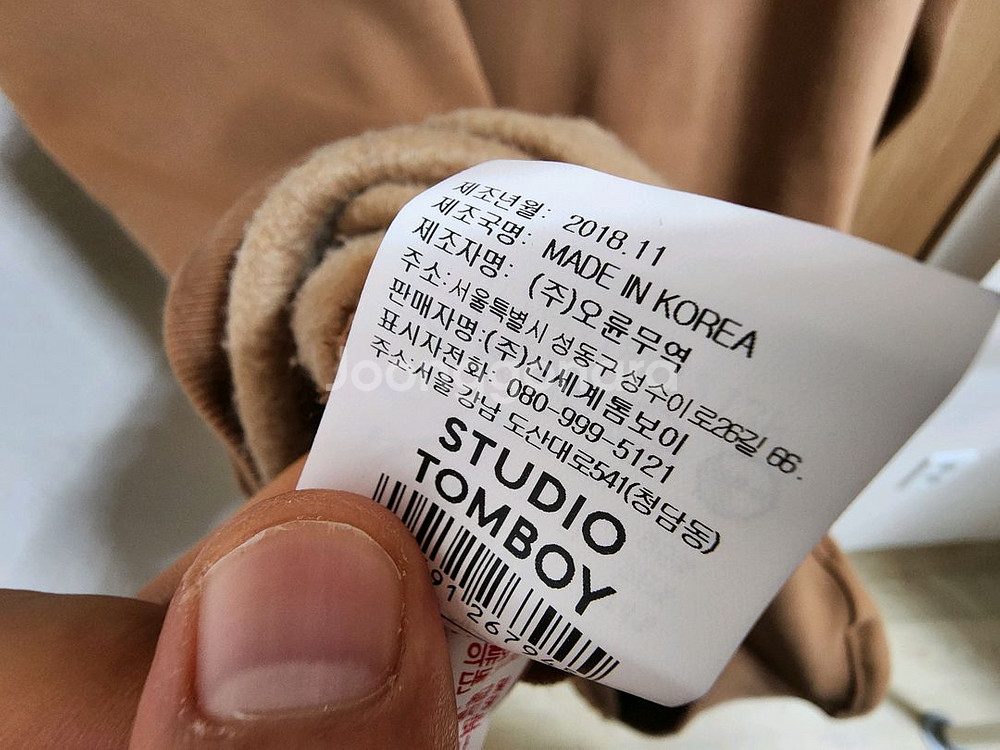 제조년월: 2018.11
제조국명: MADE IN KOREA
제조자명: (주)오륜무역
주소:서울특별시 성동구 성수이로26길 66.
판매자명:(주)신세계톰보이
표시자전화 080-999-5121
주소:서울 강남 도산대로541(청담동)
STUDIO
TOMBOY
91 26794